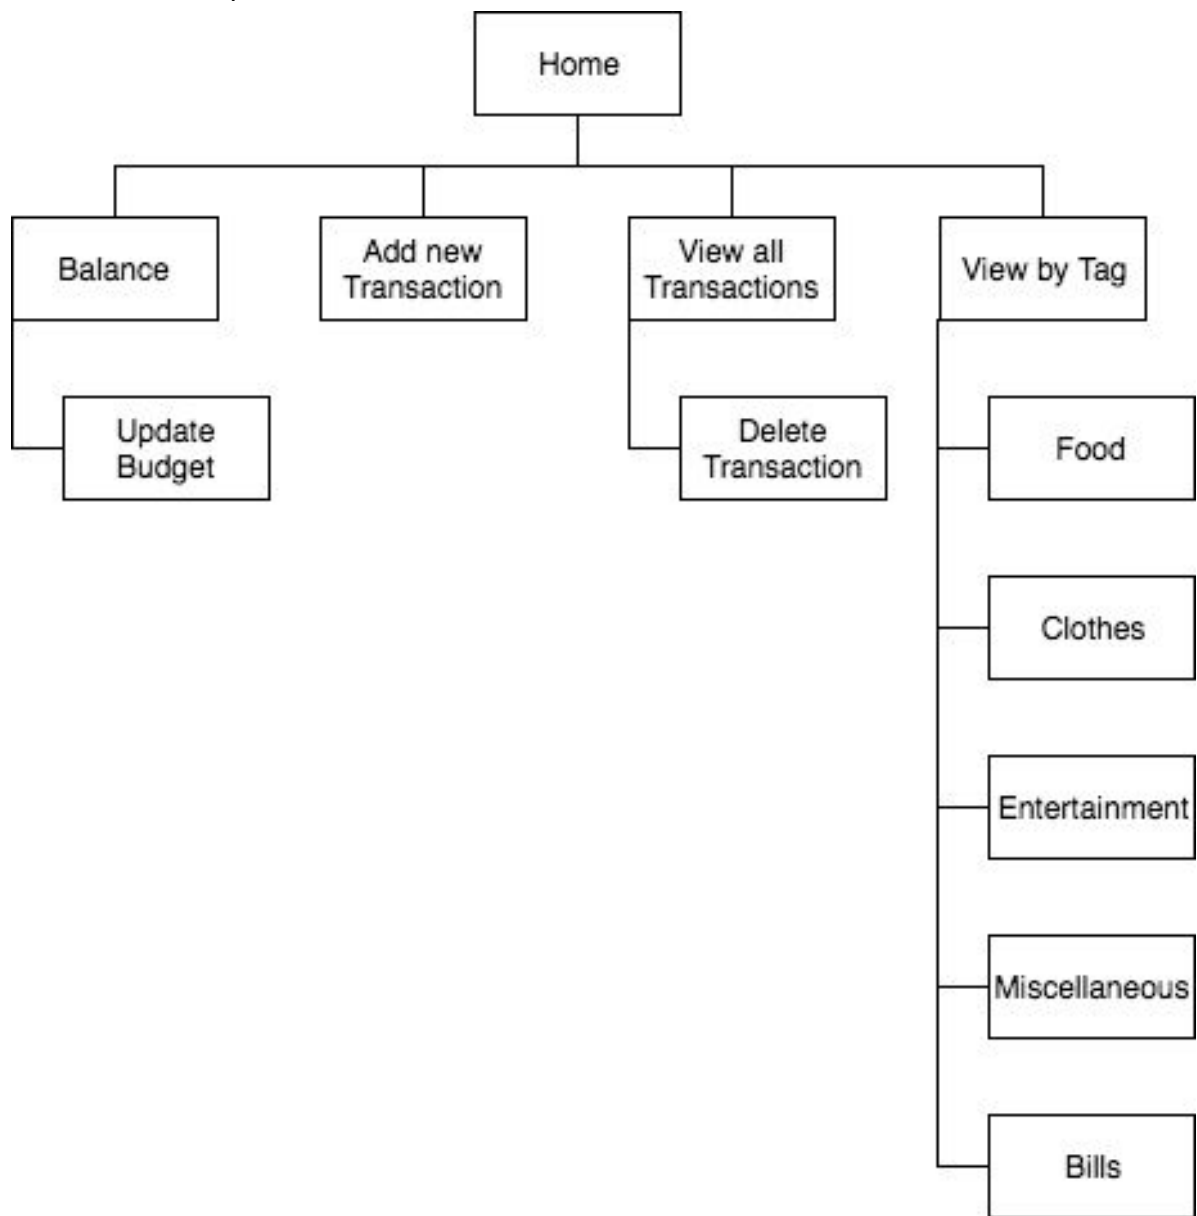 Home
Balance
Add new
Transaction
View all
Transactions
View by Tag
Update
Budget
Delete
Transaction
Food
Clothes
Entertainment
Miscellaneous
Bills